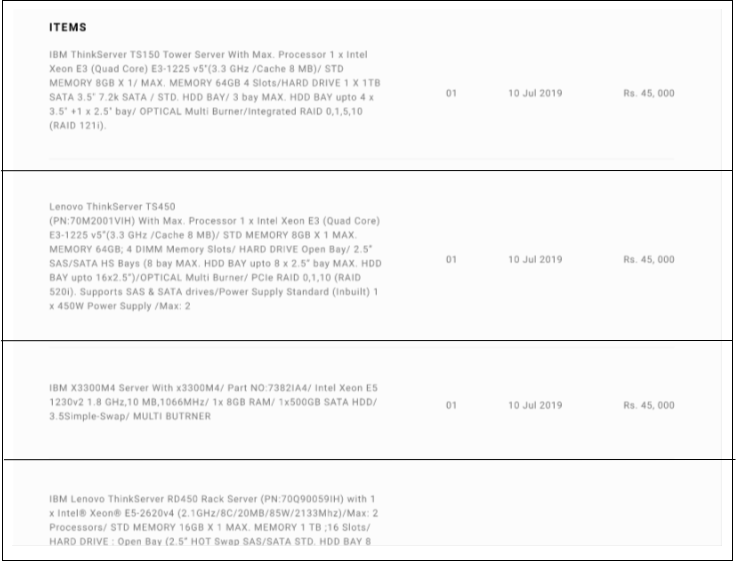 ITEMS
IBM ThinkServer TS150 Tower Server With Max. Processor 1 x Intel
Xeon E3 (Quad Core) E3-1225 v5"(3.3 GHz /Cache 8 MB)/ STD
MEMORY 8GB X 1/ MAX. MEMORY 64GB 4 Slots/HARD DRIVE 1 X 1TB
SATA 3.5" 7.2k SATA / STD. HDD BAY/ 3 bay MAX. HDD BAY upto 4 x
3.5" +1 x 2.5" bay/ OPTICAL Multi Burner/Integrated RAID 0,1,5,10
(RAID 121i).
01 10 Jul 2019 Rs. 45, 000
Lenovo ThinkServer TS450
(PN:70M2001VIH) With Max. Processor 1 x Intel Xeon E3 (Quad Core)
E3-1225 v5"(3.3 GHz /Cache 8 MB)/ STD MEMORY 8GB X 1 MAX.
MEMORY 64GB; 4 DIMM Memory Slots/ HARD DRIVE Open Bay/ 2.5"
SAS/SATA HS Bays (8 bay MAX. HDD BAY upto 8 x 2.5" bay MAX. HDD
BAY upto 16x2.5")/OPTICAL Multi Burner/ PCIe RAID 0,1,10 (RAID
520i). Supports SAS & SATA drives/Power Supply Standard (Inbuilt) 1
x 450W Power Supply /Max: 2
01 10 Jul 2019 Rs. 45, 000
IBM X3300M4 Server With x3300M4/ Part NO:7382IA4/ Intel Xeon E5
1230v2 1.8 GHz,10 MB,1066MHz/ 1x 8GB RAM/ 1x500GB SATA HDD/
3.5Simple-Swap/ MULTI BUTRNER
01 10 Jul 2019 Rs. 45, 000
IBM Lenovo ThinkServer RD450 Rack Server (PN:70Q90059IH) with 1
x Intel® Xeon® E5-2620v4 (2.1GHz/8C/20MB/85W/2133Mhz)/Max: 2
Processors/ STD MEMORY 16GB X 1 MAX. MEMORY 1 TB ;16 Slots/
HARD DRIVE : Open Bay (2.5" HOT Swap SAS/SATA STD. HDD BAY 8